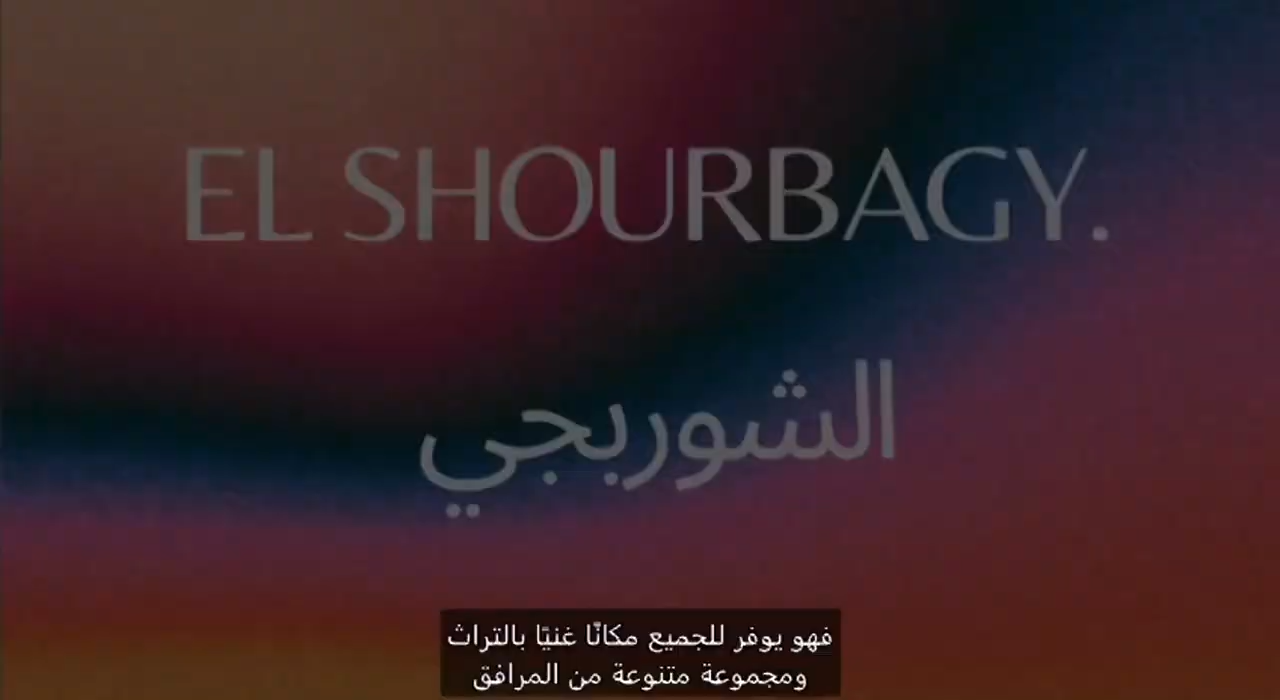 EL SHOURBAGY.
الشوربجي
فهو يوفر للجميع مكانًا غنيًا بالتراث
ومجموعة متنوعة من المرافق